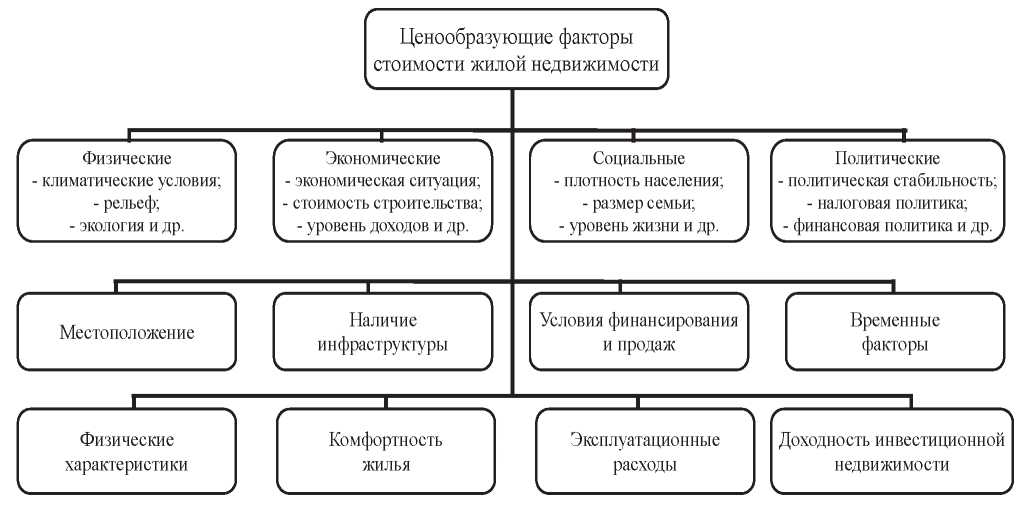 Ценообразующие факторы
стоимости жилой недвижимости
Физические
- климатические условия;
- рельеф;
- экология и др.
Экономические
- экономическая ситуация;
- стоимость строительства;
- уровень доходов и др.
Социальные
- плотность населения;
- размер семьи;
- уровень жизни и др.
Политические
- политическая стабильность;
- налоговая политика;
- финансовая политика и др.
Местоположение
Наличие
инфраструктуры
Условия финансирования
и продаж
Временные
факторы
Физические
характеристики
Комфортность
жилья
Эксплуатационные
расходы
Доходность инвестиционной
недвижимости